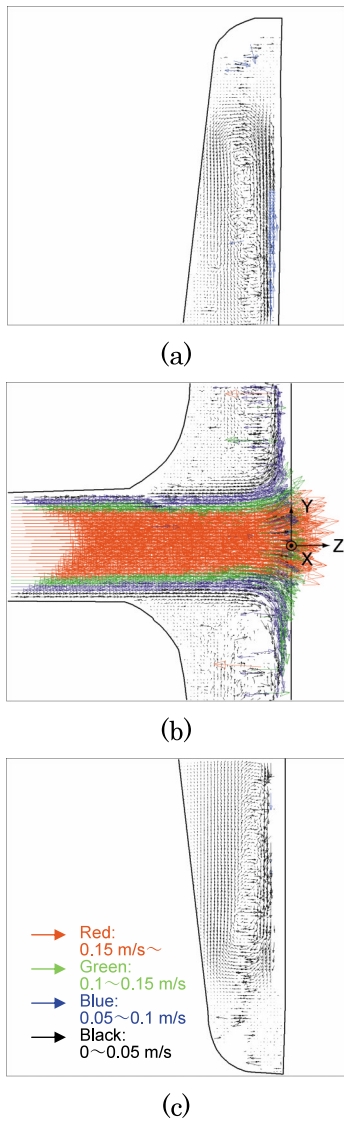 (a)
Y
X
Z
(b)
Red:
0.15 m/s～
Green:
0.1～0.15 m/s
Blue:
0.05～0.1 m/s
Black:
0～0.05 m/s
(c)